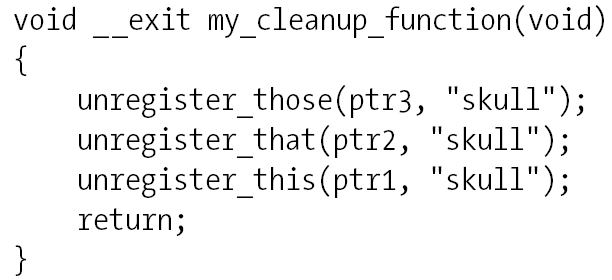 void __exit my_cleanup_function(void)
{
    unregister_those(ptr3, "skull");
    unregister_that(ptr2, "skull");
    unregister_this(ptr1, "skull");
    return;
}